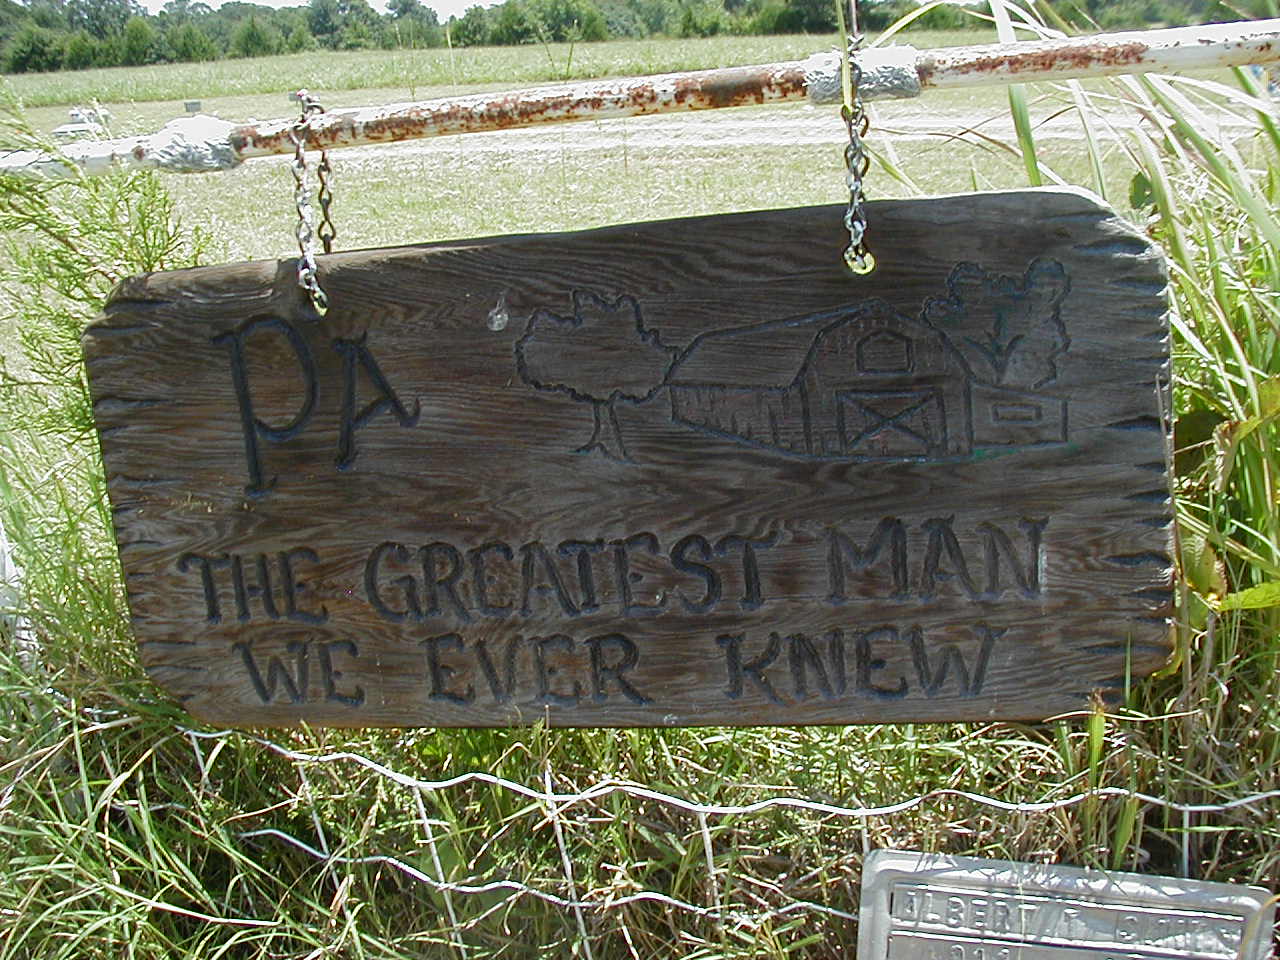 PA
THE GREATEST MAN
WE EVER KNEW
ALBERT